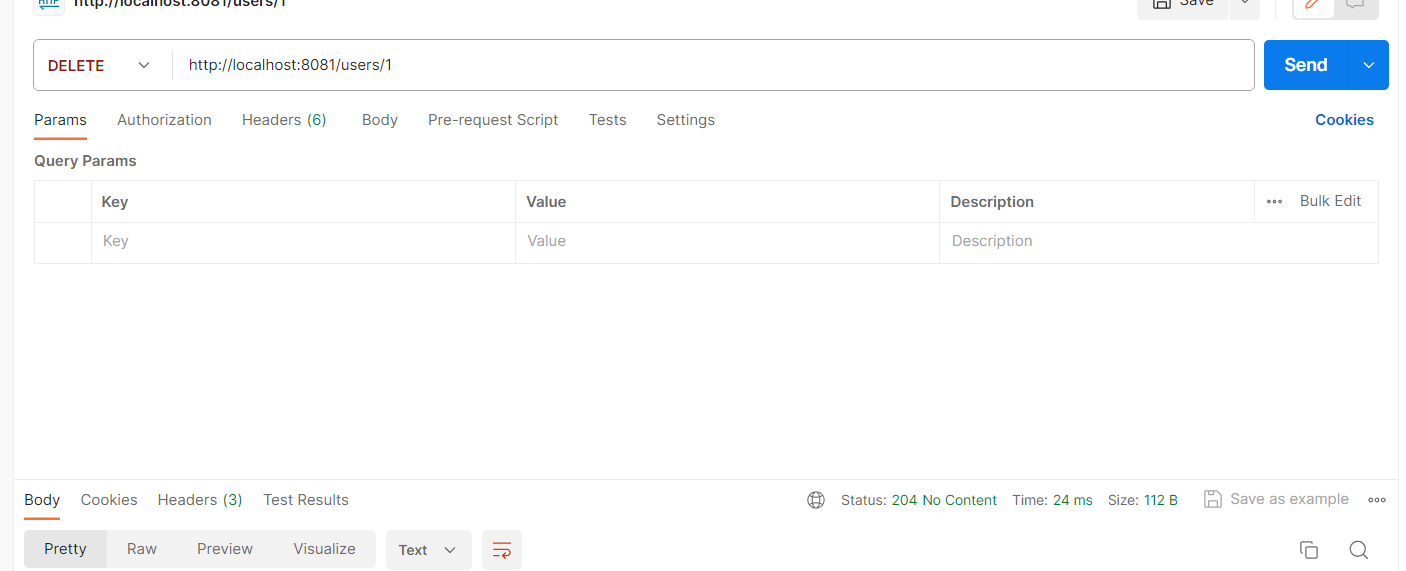 HTTP http://localhost:8081/users/1 Save
DELETE http://localhost:8081/users/1 Send
Params Authorization Headers (6) Body Pre-request Script Tests Settings Cookies
Query Params
Key Value Description Bulk Edit
Key Value Description
Body Cookies Headers (3) Test Results Status: 204 No Content Time: 24 ms Size: 112 B Save as example
Pretty Raw Preview Visualize Text